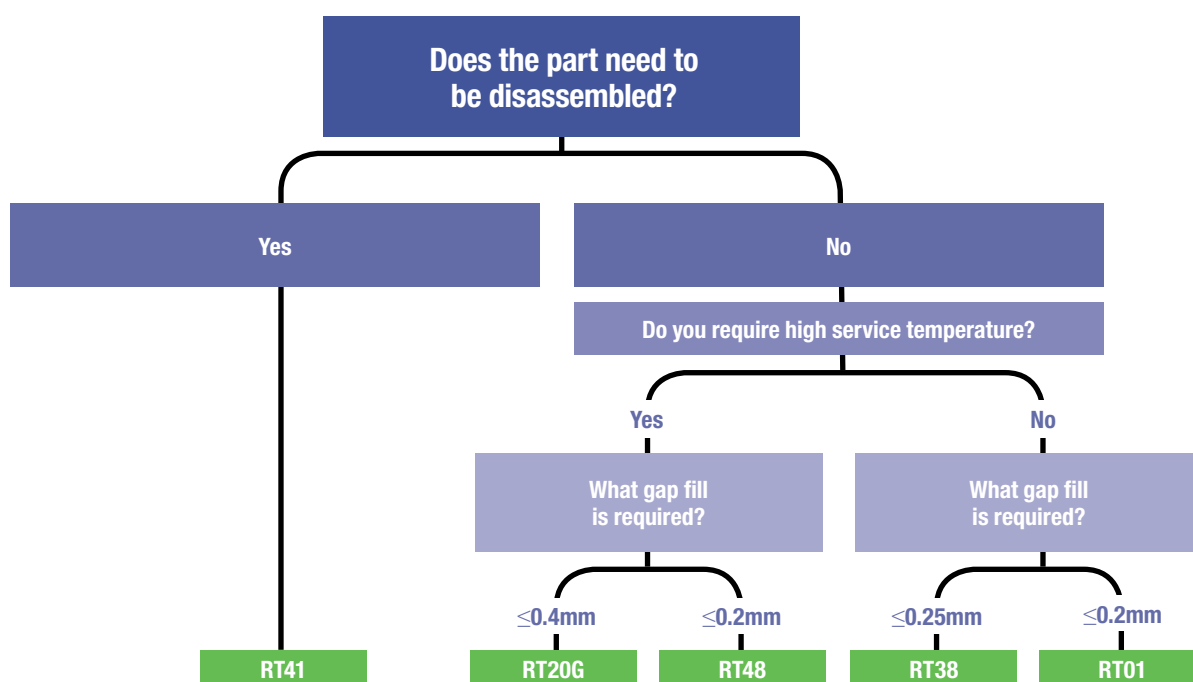 Does the part need to
be disassembled?
Yes
No
Do you require high service temperature?
Yes
No
What gap fill
is required?
What gap fill
is required?
≤0.4mm
≤0.2mm
≤0.25mm
≤0.2mm
RT41
RT20G
RT48
RT38
RT01